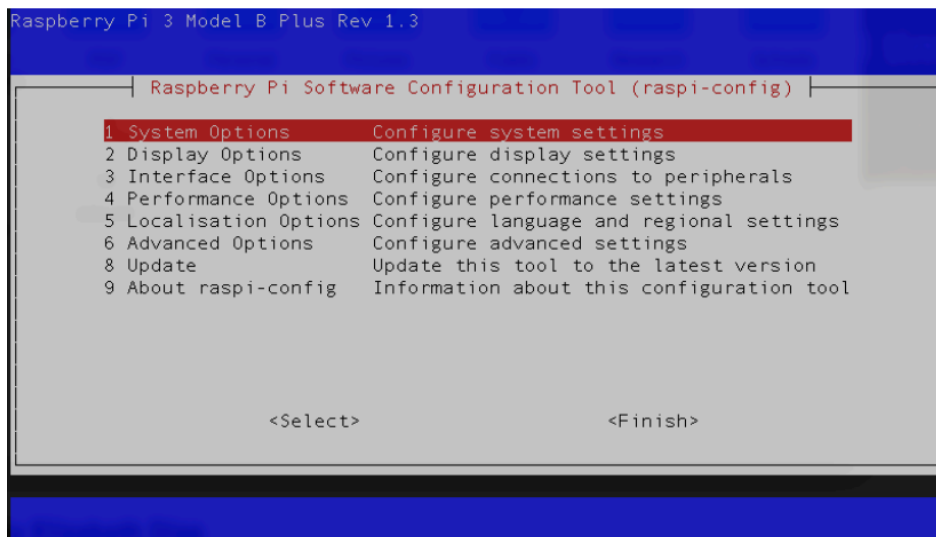 Raspberry Pi 3 Model B Plus Rev 1.3
Raspberry Pi Software Configuration Tool (raspi-config)
1 System Options Configure system settings
2 Display Options Configure display settings
3 Interface Options Configure connections to peripherals
4 Performance Options Configure performance settings
5 Localisation Options Configure language and regional settings
6 Advanced Options Configure advanced settings
8 Update Update this tool to the latest version
9 About raspi-config Information about this configuration tool
<Select> <Finish>